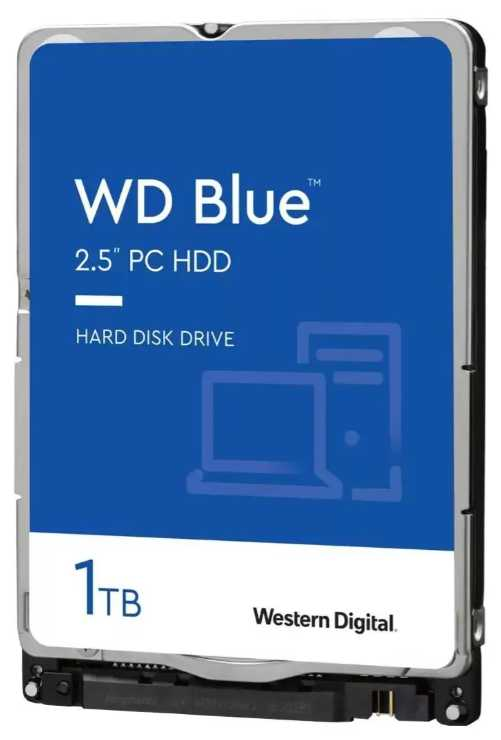 WD Blue™
2.5" PC HDD
HARD DISK DRIVE
1TB
Western Digital.